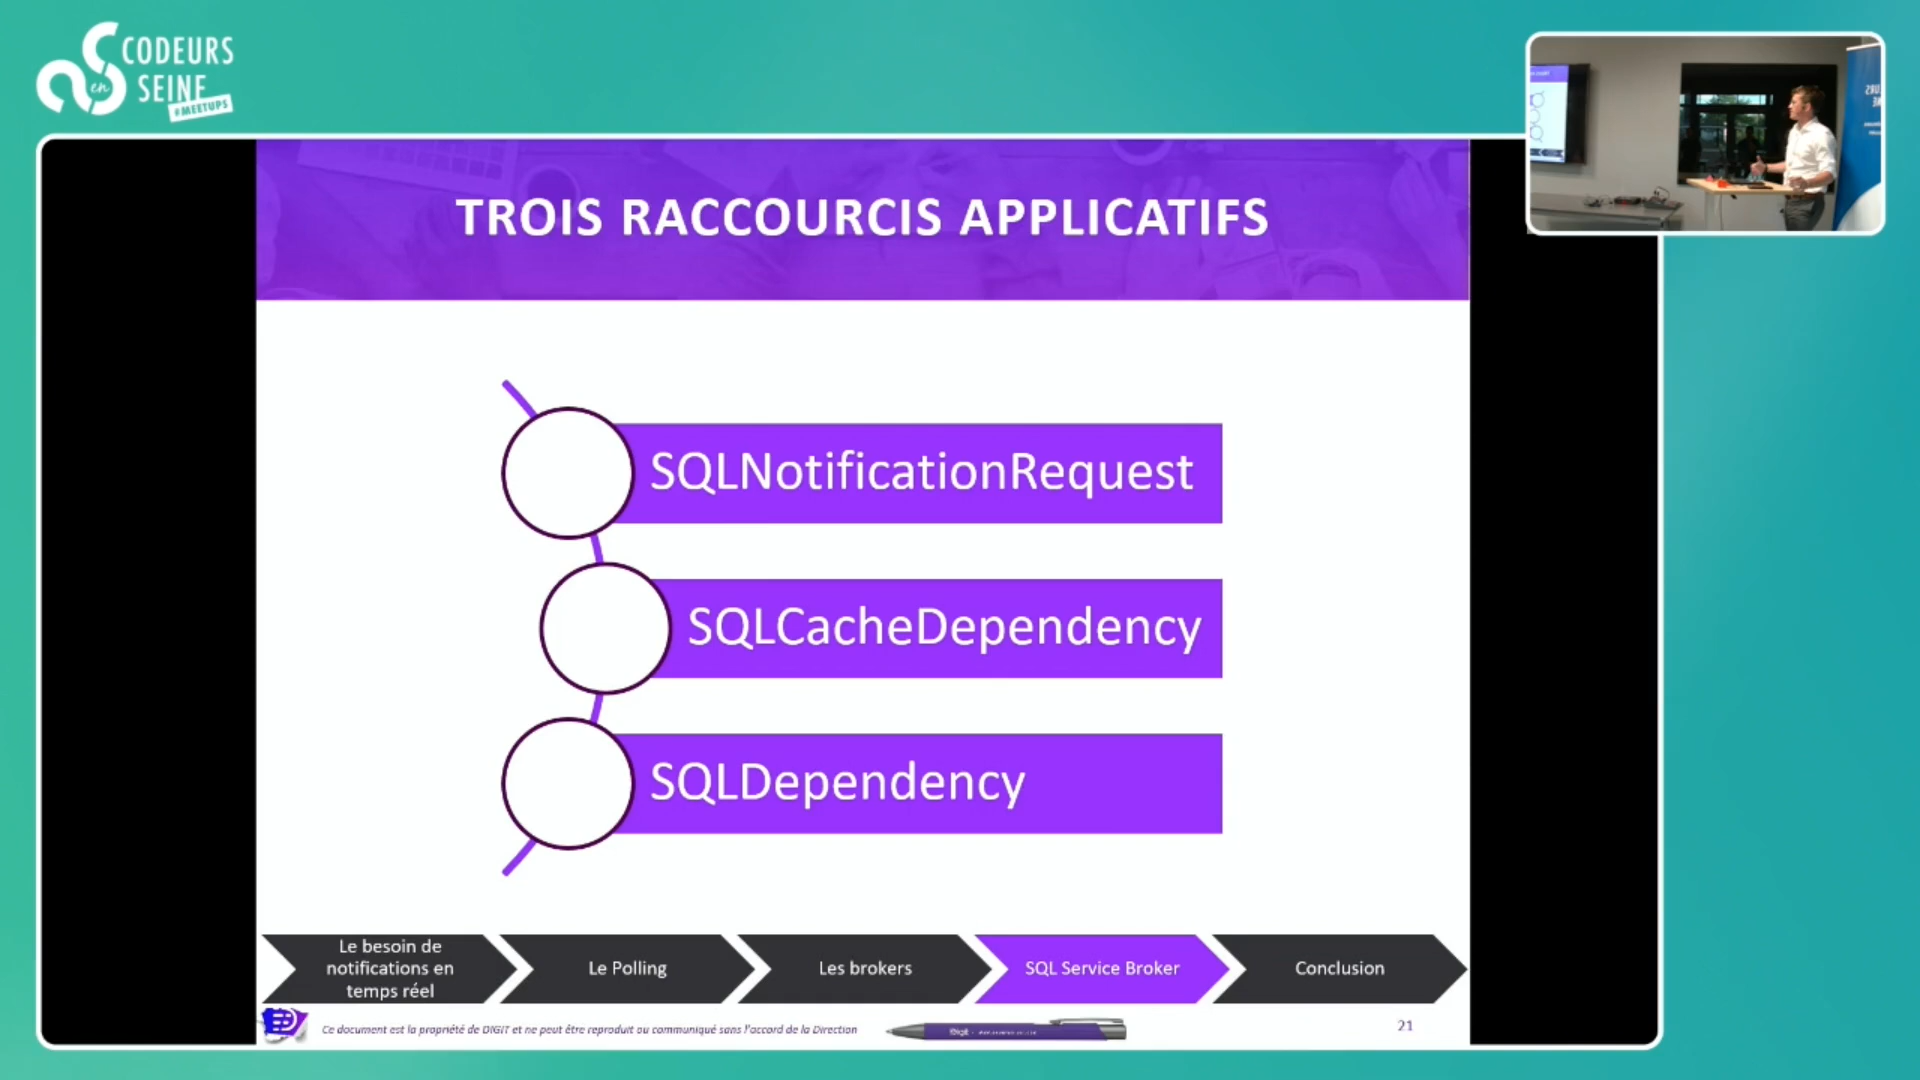 CODEURS
en
SEINE
#MEETUPS
TROIS RACCOURCIS APPLICATIFS
SQLNotificationRequest
SQLCacheDependency
SQLDependency
Le besoin de
notifications en
temps réel
Le Polling
Les brokers
SQL Service Broker
Conclusion
Ce document est la propriété de DIGIT et ne peut être reproduit ou communiqué sans l'accord de la Direction
Digit
21